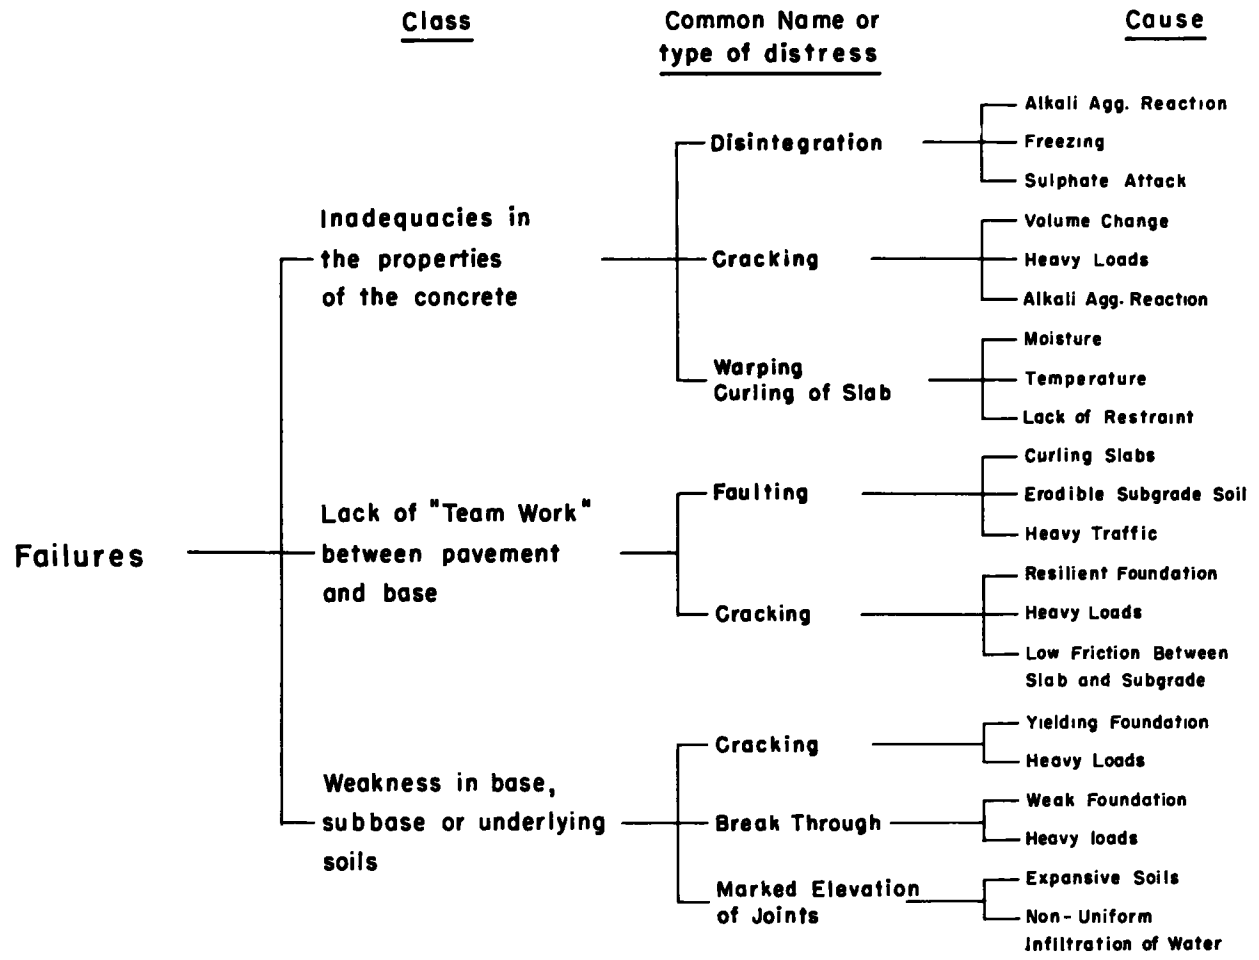 Class
Common Name or
type of distress
Cause
Failures
Inadequacies in
the properties
of the concrete
Disintegration
Alkali Agg. Reaction
Freezing
Sulphate Attack
Cracking
Volume Change
Heavy Loads
Alkali Agg. Reaction
Warping
Curling of Slab
Moisture
Temperature
Lack of Restraint
Lack of "Team Work"
between pavement
and base
Faulting
Curling Slabs
Erodible Subgrade Soil
Heavy Traffic
Cracking
Resilient Foundation
Heavy Loads
Low Friction Between
Slab and Subgrade
Weakness in base,
subbase or underlying
soils
Cracking
Yielding Foundation
Heavy Loads
Break Through
Weak Foundation
Heavy loads
Marked Elevation
of Joints
Expansive Soils
Non-Uniform
Infiltration of Water